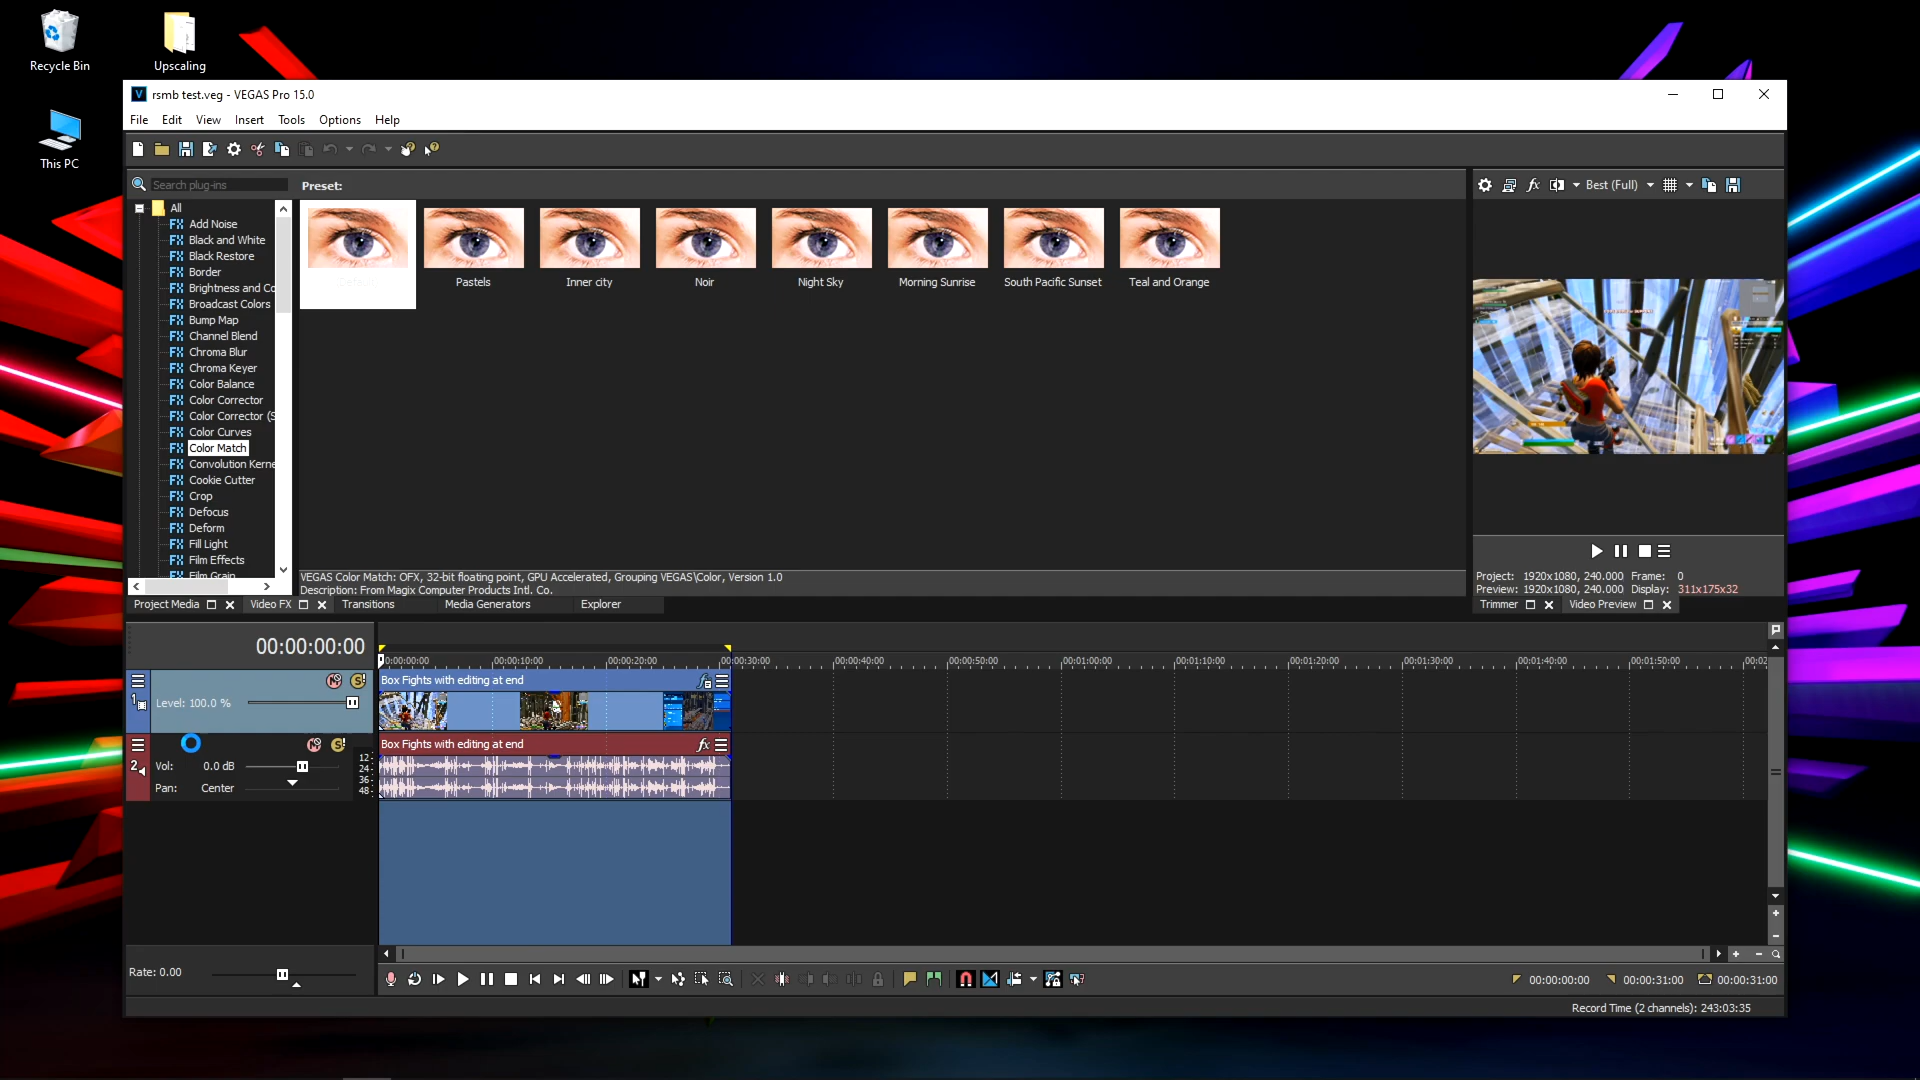 Recycle Bin
Upscaling
This PC
rsmb test.veg - VEGAS Pro 15.0
File Edit View Insert Tools Options Help
Search plug-ins
Preset:
Best (Full)
All
Add Noise
Black and White
Black Restore
Border
Brightness and Co
Broadcast Colors
Bump Map
Channel Blend
Chroma Blur
Chroma Keyer
Color Balance
Color Corrector
Color Corrector (S
Color Curves
Color Match
Convolution Kerne
Cookie Cutter
Crop
Defocus
Deform
Fill Light
Film Effects
Film Grain
Pastels
Inner city
Noir
Night Sky
Morning Sunrise
South Pacific Sunset
Teal and Orange
VEGAS Color Match: OFX, 32-bit floating point, GPU Accelerated, Grouping VEGAS\Color, Version 1.0
Description: From Magix Computer Products Intl. Co.
Project: 1920x1080, 240.000 Frame: 0
Preview: 1920x1080, 240.000 Display: 311x175x32
Project Media Video FX Transitions Media Generators Explorer
Trimmer Video Preview
00:00:00:00
0:00:00:00 00:00:10:00 00:00:20:00 00:00:30:00 00:00:40:00 00:00:50:00 00:01:00:00 00:01:10:00 00:01:20:00 00:01:30:00 00:01:40:00 00:01:50:00 00:02
Box Fights with editing at end
1
Level: 100.0 %
Box Fights with editing at end
2
Vol: 0.0 dB
Pan: Center
12
24
36
48
Rate: 0.00
00:00:00:00 00:00:31:00 00:00:31:00
Record Time (2 channels): 243:03:35